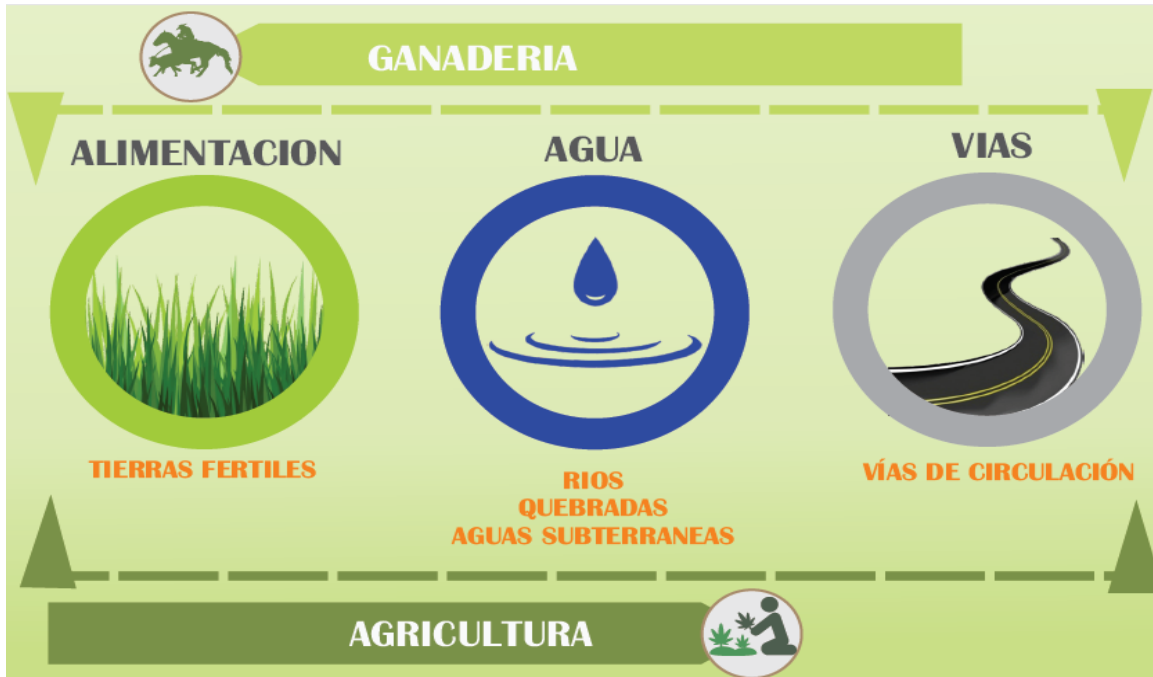 GANADERIA
ALIMENTACION
AGUA
VIAS
TIERRAS FERTILES
RIOS
QUEBRADAS
AGUAS SUBTERRANEAS
VÍAS DE CIRCULACIÓN
AGRICULTURA